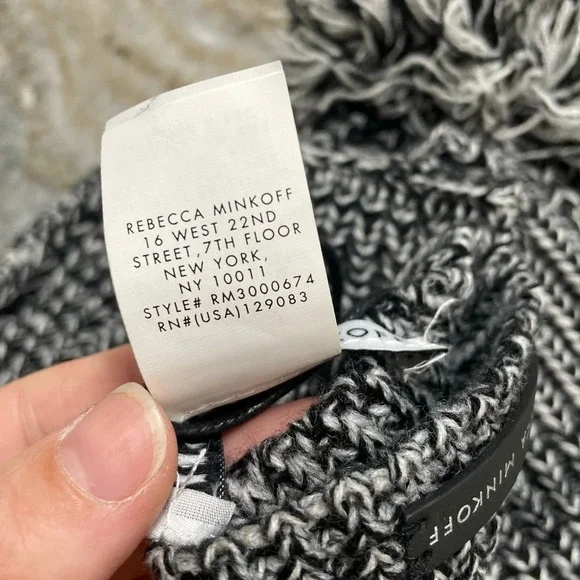 REBECCA MINKOFF
16 WEST 22ND
STREET, 7TH FLOOR
NEW YORK,
NY 10011
STYLE# RM3000674
RN#(USA)129083
A MINKOFF